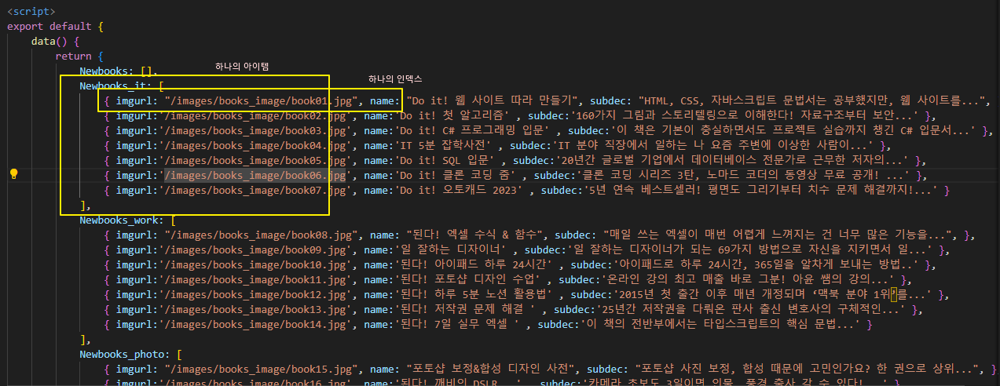 <script>
export default {
data() {
return {
하나의 아이템
Newbooks: [],
하나의 인덱스
Newbooks_it: [
{ imgurl: "/images/books_image/book01.jpg", name: "Do it! 웹 사이트 따라 만들기", subdec: "HTML, CSS, 자바스크립트 문법서는 공부했지만, 웹 사이트를...",
{ imgurl:'/images/books_image/book02.jpg', name:'Do it! 첫 알고리즘' , subdec:'160가지 그림과 스토리텔링으로 이해한다! 자료구조부터 보안...' },
{ imgurl:'/images/books_image/book03.jpg', name:'Do it! C# 프로그래밍 입문' , subdec:'이 책은 기본이 충실하면서도 프로젝트 실습까지 챙긴 C# 입문서...' },
{ imgurl:'/images/books_image/book04.jpg', name:'IT 5분 잡학사전' , subdec:'IT 분야 직장에서 일하는 나 요즘 주변에 이상한 사람이...' },
{ imgurl:'/images/books_image/book05.jpg', name:'Do it! SQL 입문' , subdec:'20년간 글로벌 기업에서 데이터베이스 전문가로 근무한 저자의...' },
{ imgurl:'/images/books_image/book06.jpg', name:'Do it! 클론 코딩 줌' , subdec:'클론 코딩 시리즈 3탄, 노마드 코더의 동영상 무료 공개! ...' },
{ imgurl:'/images/books_image/book07.jpg', name:'Do it! 오토캐드 2023' , subdec:'5년 연속 베스트셀러! 평면도 그리기부터 치수 문제 해결까지!...' }
],
Newbooks_work: [
{ imgurl: "/images/books_image/book08.jpg", name: "된다! 엑셀 수식 & 함수", subdec: "매일 쓰는 엑셀이 매번 어렵게 느껴지는 건 너무 많은 기능을...", },
{ imgurl:'/images/books_image/book09.jpg', name:'일 잘하는 디자이너' , subdec:'일 잘하는 디자이너가 되는 69가지 방법으로 자신을 지키면서 일...' },
{ imgurl:'/images/books_image/book10.jpg', name:'된다! 아이패드 하루 24시간' , subdec:'아이패드로 하루 24시간, 365일을 알차게 보내는 방법..' },
{ imgurl:'/images/books_image/book11.jpg', name:'된다! 포토샵 디자인 수업' , subdec:'온라인 강의 최고 매출 바로 그분! 아윤 쌤의 강의...' },
{ imgurl:'/images/books_image/book12.jpg', name:'된다! 하루 5분 노션 활용법' , subdec:'2015년 첫 출간 이후 매년 개정되며 ‘맥북 분야 1위’를...' },
{ imgurl:'/images/books_image/book13.jpg', name:'된다! 저작권 문제 해결 ' , subdec:'25년간 저작권을 다뤄온 판사 출신 변호사의 구체적인...' },
{ imgurl:'/images/books_image/book14.jpg', name:'된다! 7일 실무 엑셀 ' , subdec:'이 책의 전반부에서는 타입스크립트의 핵심 문법...' }
],
Newbooks_photo: [
{ imgurl: "/images/books_image/book15.jpg", name: "포토샵 보정&합성 디자인 사전", subdec: "포토샵 사진 보정, 합성 때문에 고민인가요? 한 권으로 상위...", }
{ imgurl:'/images/books_image/book16.jpg', name:'된다! 깨비의 DSLR...' , subdec:'카메라 초보도 3일이면 인물, 풍경 출사 갈 수 있다! ...' },